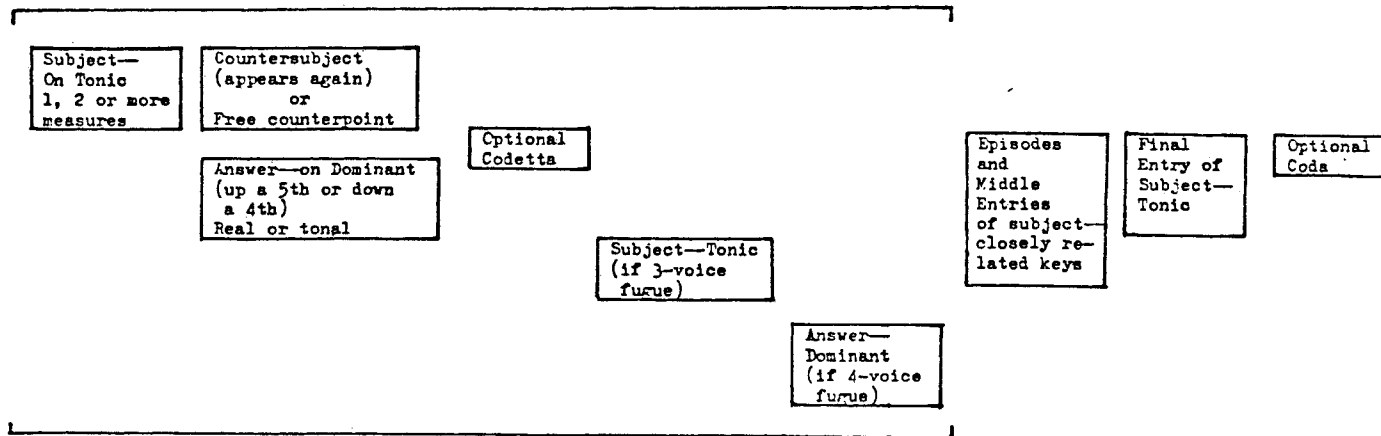 Subject—
On Tonic
1, 2 or more
measures
Countersubject
(appears again)
or
Free counterpoint
Answer—on Dominant
(up a 5th or down
a 4th)
Real or tonal
Optional
Codetta
Subject—Tonic
(if 3-voice
fugue)
Answer—
Dominant
(if 4-voice
fugue)
Episodes
and
Middle
Entries
of subject—
closely re-
lated keys
Final
Entry of
Subject—
Tonic
Optional
Coda